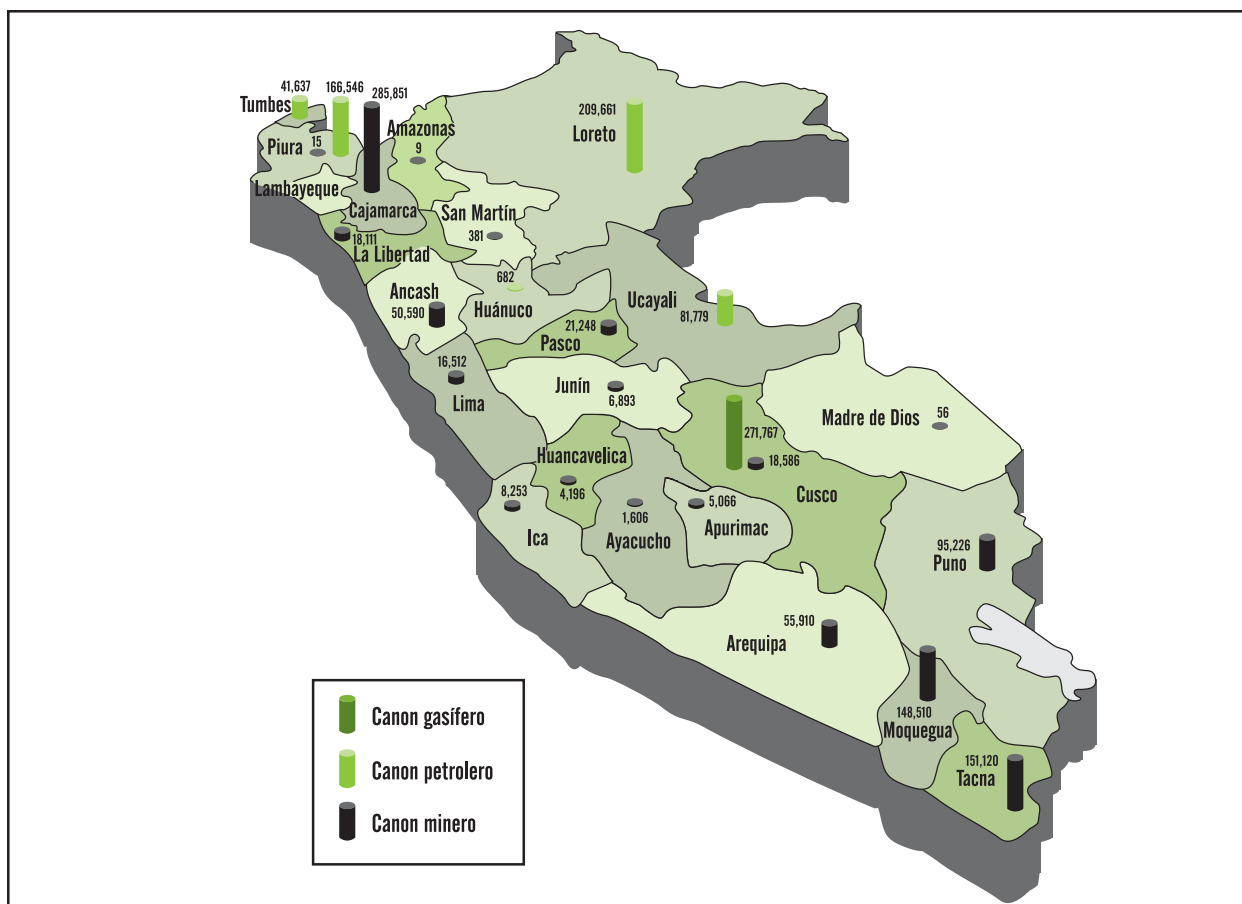 41,637
166,546
285,851
Tumbes
209,661
Loreto
Amazonas
9
Piura
15
Lambayeque
Cajamarca
San Martín
381
18,111
La Libertad
682
Ancash
50,590
Huánuco
Ucayali
81,779
21,248
Pasco
16,512
Lima
Junín
6,893
Madre de Dios
56
271,767
18,586
Cusco
Huancavelica
4,196
8,253
Ica
1,606
Ayacucho
5,066
Apurimac
95,226
Puno
55,910
Arequipa
148,510
Moquegua
151,120
Tacna
Canon gasífero
Canon petrolero
Canon minero